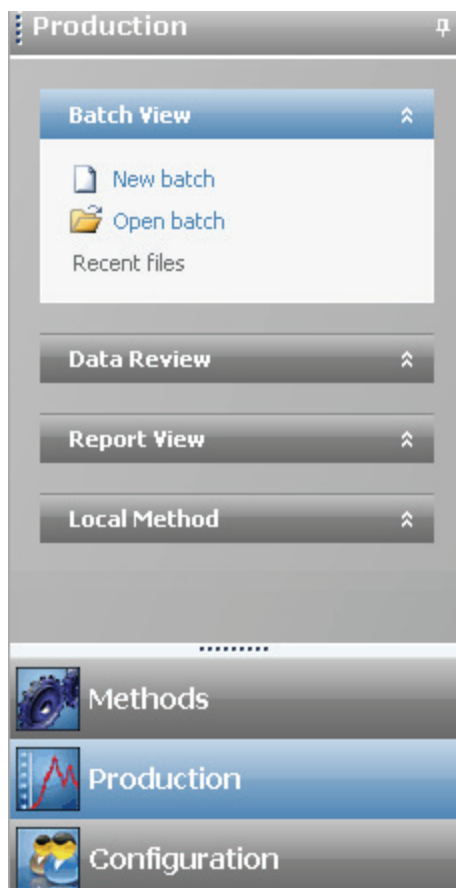 Production
Batch View
New batch
Open batch
Recent files
Data Review
Report View
Local Method
Methods
Production
Configuration